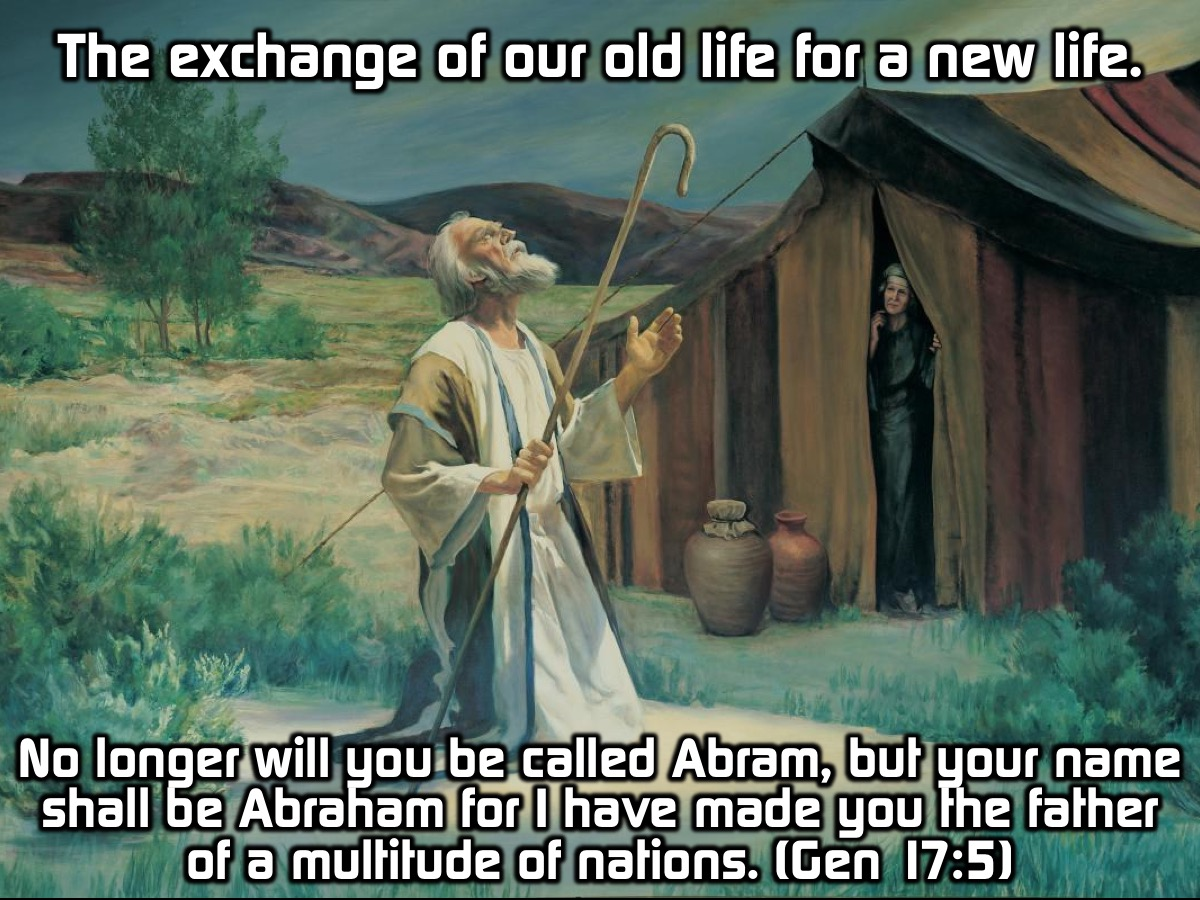 The exchange of our old life for a new life.
No longer will you be called Abram, but your name
shall be Abraham for I have made you the father
of a multitude of nations. (Gen 17:5)